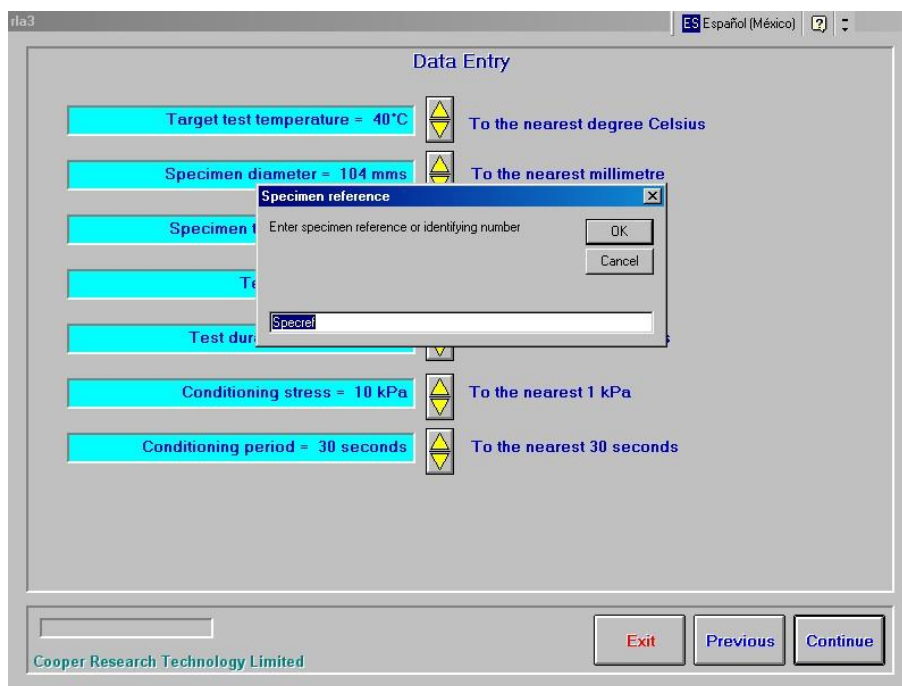 rla3
ES Español (México)
Data Entry
Target test temperature = 40°C
To the nearest degree Celsius
Specimen diameter = 104 mms
To the nearest millimetre
Specimen reference
Enter specimen reference or identifying number
OK
Cancel
Specref
Specimen
Test
Conditioning stress = 10 kPa
To the nearest 1 kPa
Conditioning period = 30 seconds
To the nearest 30 seconds
Cooper Research Technology Limited
Exit
Previous
Continue